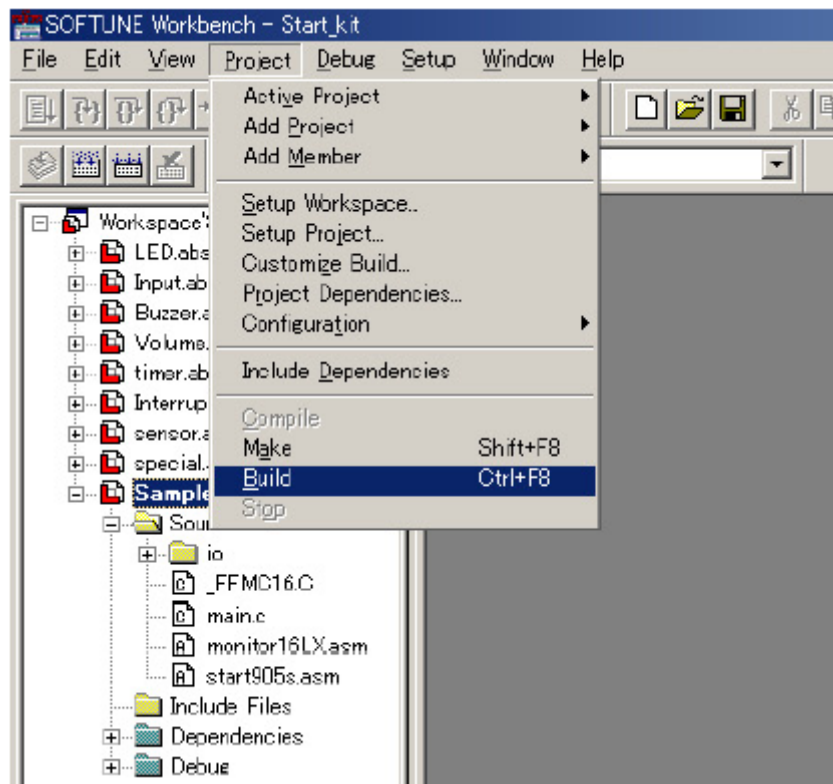 SOFTUNE Workbench - Start_kit
File Edit View Project Debug Setup Window Help
Active Project
Add Project
Add Member
Setup Workspace...
Setup Project...
Customize Build...
Project Dependencies...
Configuration
Include Dependencies
Compile
Make Shift+F8
Build Ctrl+F8
Stop
Workspace'
LED.abs
Input.ab
Buzzer.a
Volume.
timer.ab
Interrup
sensor.a
special.
Sample
Sour
io
_FFMC16.C
main.c
monitor16LX.asm
start905s.asm
Include Files
Dependencies
Debug